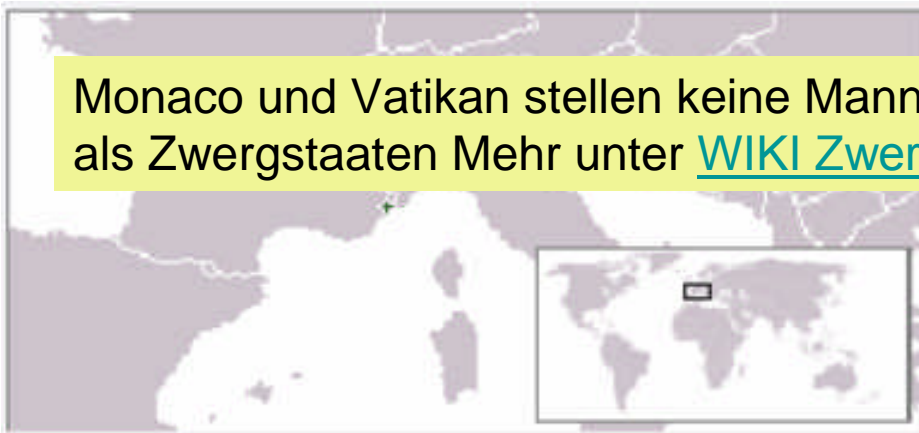 Monaco und Vatikan stellen keine Mann
als Zwergstaaten Mehr unter WIKI Zwer